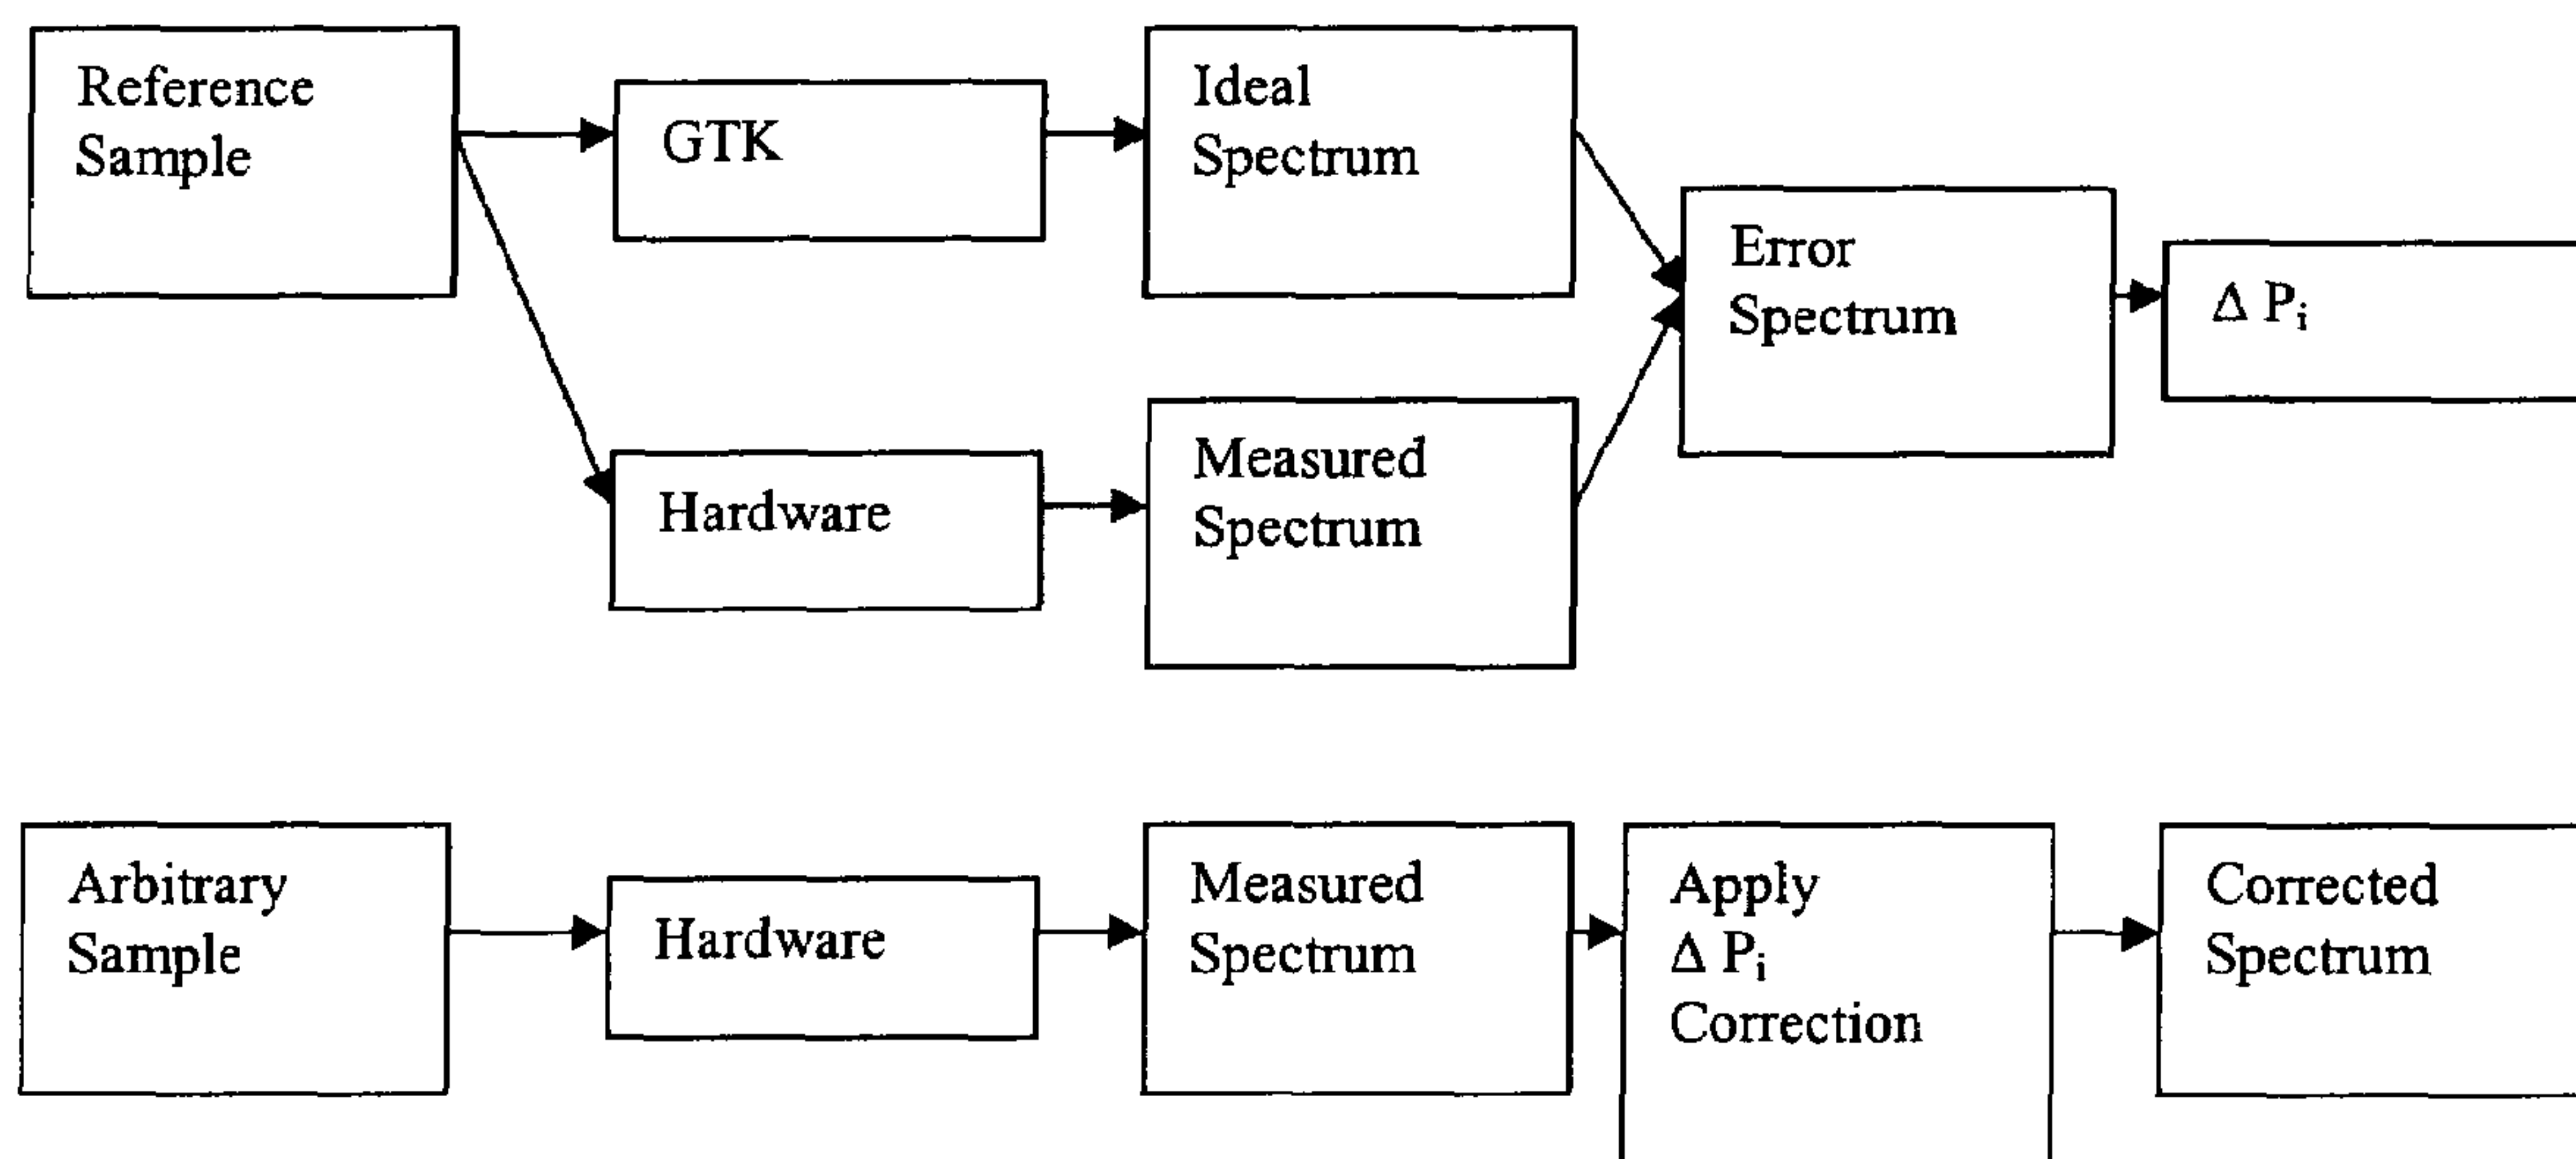 Reference
Sample
GTK
Ideal
Spectrum
Error
Spectrum
Δ Pᵢ
Hardware
Measured
Spectrum
Arbitrary
Sample
Hardware
Measured
Spectrum
Apply
Δ Pᵢ
Correction
Corrected
Spectrum